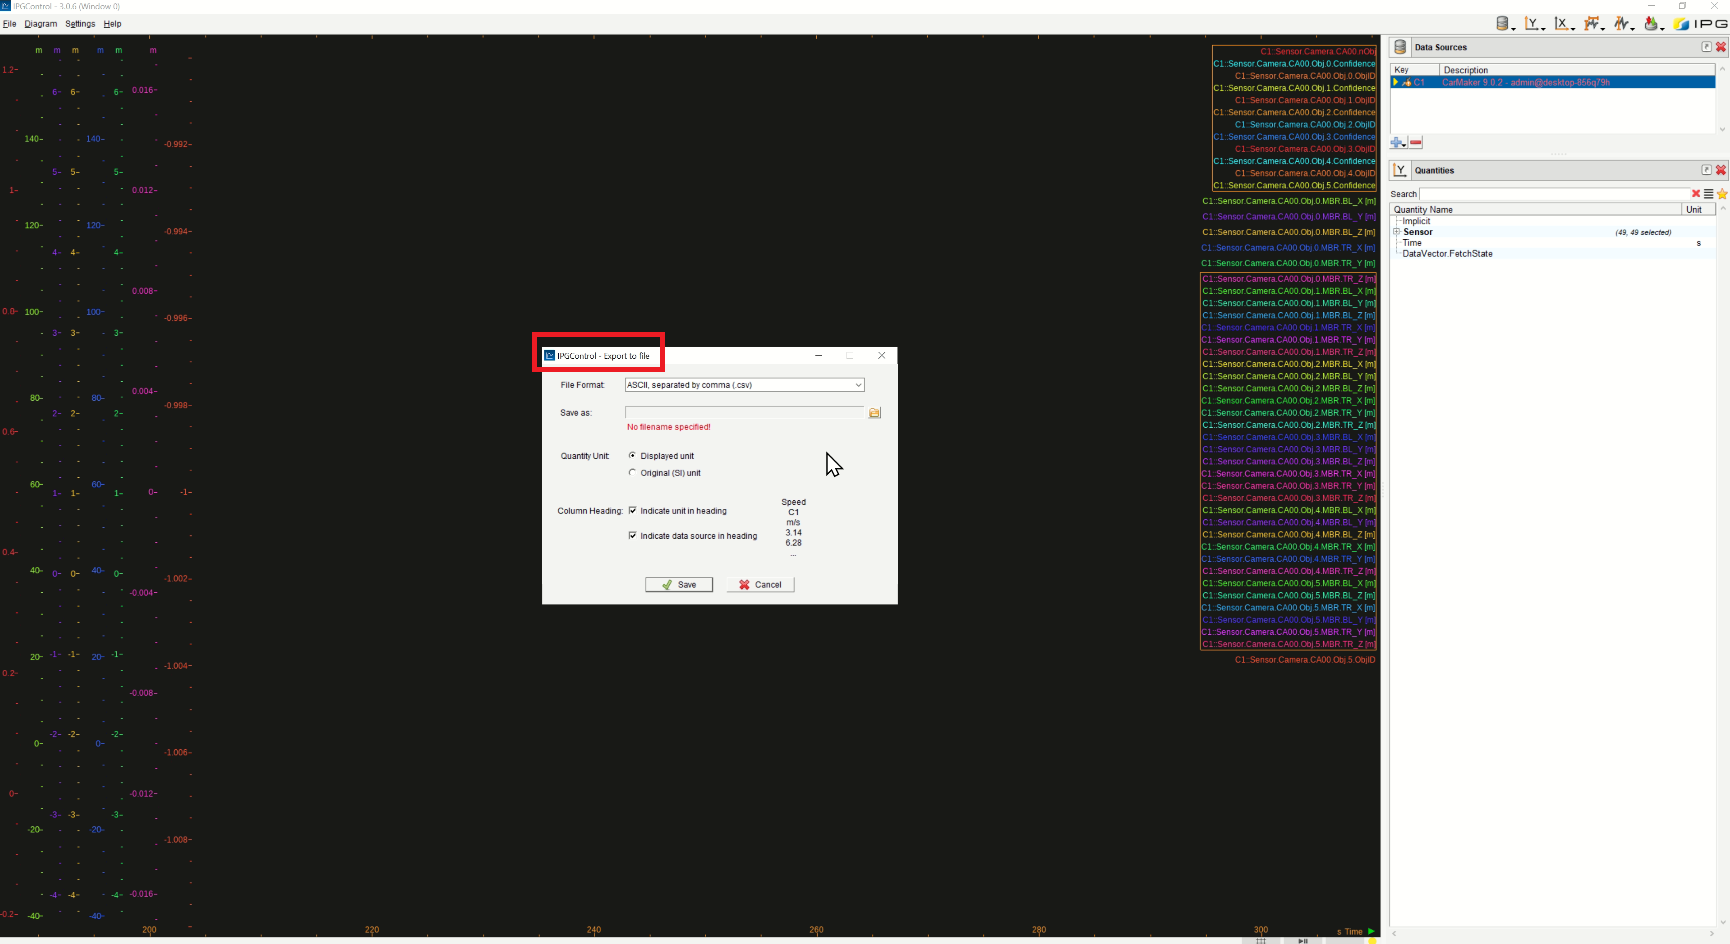 IPGControl - 3.0.6 (Window 0)
File Diagram Settings Help
IPG
m m m m m m
1.2-
1-
0.8-
0.6-
0.4-
0.2-
0-
-0.2-
140-
120-
100-
80-
60-
40-
20-
0-
-20-
-40-
6-
5-
4-
3-
2-
1-
0-
-1-
-2-
-3-
-4-
6-
5-
4-
3-
2-
1-
0-
-1-
-2-
-3-
-4-
140-
120-
100-
80-
60-
40-
20-
0-
-20-
-40-
6-
5-
4-
3-
2-
1-
0-
-1-
-2-
-3-
-4-
0.016-
0.012-
0.008-
0.004-
0-
-0.004-
-0.008-
-0.012-
-0.016-
-0.992-
-0.994-
-0.996-
-0.998-
-1-
-1.002-
-1.004-
-1.006-
-1.008-
200 220 240 260 280 300 s Time
C1::Sensor.Camera.CA00.nObj
C1::Sensor.Camera.CA00.Obj.0.Confidence
C1::Sensor.Camera.CA00.Obj.0.ObjID
C1::Sensor.Camera.CA00.Obj.1.Confidence
C1::Sensor.Camera.CA00.Obj.1.ObjID
C1::Sensor.Camera.CA00.Obj.2.Confidence
C1::Sensor.Camera.CA00.Obj.2.ObjID
C1::Sensor.Camera.CA00.Obj.3.Confidence
C1::Sensor.Camera.CA00.Obj.3.ObjID
C1::Sensor.Camera.CA00.Obj.4.Confidence
C1::Sensor.Camera.CA00.Obj.4.ObjID
C1::Sensor.Camera.CA00.Obj.5.Confidence
C1::Sensor.Camera.CA00.Obj.0.MBR.BL_X [m]
C1::Sensor.Camera.CA00.Obj.0.MBR.BL_Y [m]
C1::Sensor.Camera.CA00.Obj.0.MBR.BL_Z [m]
C1::Sensor.Camera.CA00.Obj.0.MBR.TR_X [m]
C1::Sensor.Camera.CA00.Obj.0.MBR.TR_Y [m]
C1::Sensor.Camera.CA00.Obj.0.MBR.TR_Z [m]
C1::Sensor.Camera.CA00.Obj.1.MBR.BL_X [m]
C1::Sensor.Camera.CA00.Obj.1.MBR.BL_Y [m]
C1::Sensor.Camera.CA00.Obj.1.MBR.BL_Z [m]
C1::Sensor.Camera.CA00.Obj.1.MBR.TR_X [m]
C1::Sensor.Camera.CA00.Obj.1.MBR.TR_Y [m]
C1::Sensor.Camera.CA00.Obj.1.MBR.TR_Z [m]
C1::Sensor.Camera.CA00.Obj.2.MBR.BL_X [m]
C1::Sensor.Camera.CA00.Obj.2.MBR.BL_Y [m]
C1::Sensor.Camera.CA00.Obj.2.MBR.BL_Z [m]
C1::Sensor.Camera.CA00.Obj.2.MBR.TR_X [m]
C1::Sensor.Camera.CA00.Obj.2.MBR.TR_Y [m]
C1::Sensor.Camera.CA00.Obj.2.MBR.TR_Z [m]
C1::Sensor.Camera.CA00.Obj.3.MBR.BL_X [m]
C1::Sensor.Camera.CA00.Obj.3.MBR.BL_Y [m]
C1::Sensor.Camera.CA00.Obj.3.MBR.BL_Z [m]
C1::Sensor.Camera.CA00.Obj.3.MBR.TR_X [m]
C1::Sensor.Camera.CA00.Obj.3.MBR.TR_Y [m]
C1::Sensor.Camera.CA00.Obj.3.MBR.TR_Z [m]
C1::Sensor.Camera.CA00.Obj.4.MBR.BL_X [m]
C1::Sensor.Camera.CA00.Obj.4.MBR.BL_Y [m]
C1::Sensor.Camera.CA00.Obj.4.MBR.BL_Z [m]
C1::Sensor.Camera.CA00.Obj.4.MBR.TR_X [m]
C1::Sensor.Camera.CA00.Obj.4.MBR.TR_Y [m]
C1::Sensor.Camera.CA00.Obj.4.MBR.TR_Z [m]
C1::Sensor.Camera.CA00.Obj.5.MBR.BL_X [m]
C1::Sensor.Camera.CA00.Obj.5.MBR.BL_Z [m]
C1::Sensor.Camera.CA00.Obj.5.MBR.TR_X [m]
C1::Sensor.Camera.CA00.Obj.5.MBR.BL_Y [m]
C1::Sensor.Camera.CA00.Obj.5.MBR.TR_Y [m]
C1::Sensor.Camera.CA00.Obj.5.MBR.TR_Z [m]
C1::Sensor.Camera.CA00.Obj.5.ObjID
IPGControl - Export to file
File Format: ASCII, separated by comma (.csv)
Save as:
No filename specified!
Quantity Unit: Displayed unit
Original (SI) unit
Column Heading: Indicate unit in heading
Indicate data source in heading
Speed
C1
m/s
3.14
6.28
...
Save Cancel
Data Sources
Key Description
C1 CarMaker 9.0.2 - admin@desktop-056q79h
Quantities
Search
Quantity Name Unit
Implicit
Sensor (49, 49 selected)
Time s
DataVector.FetchState